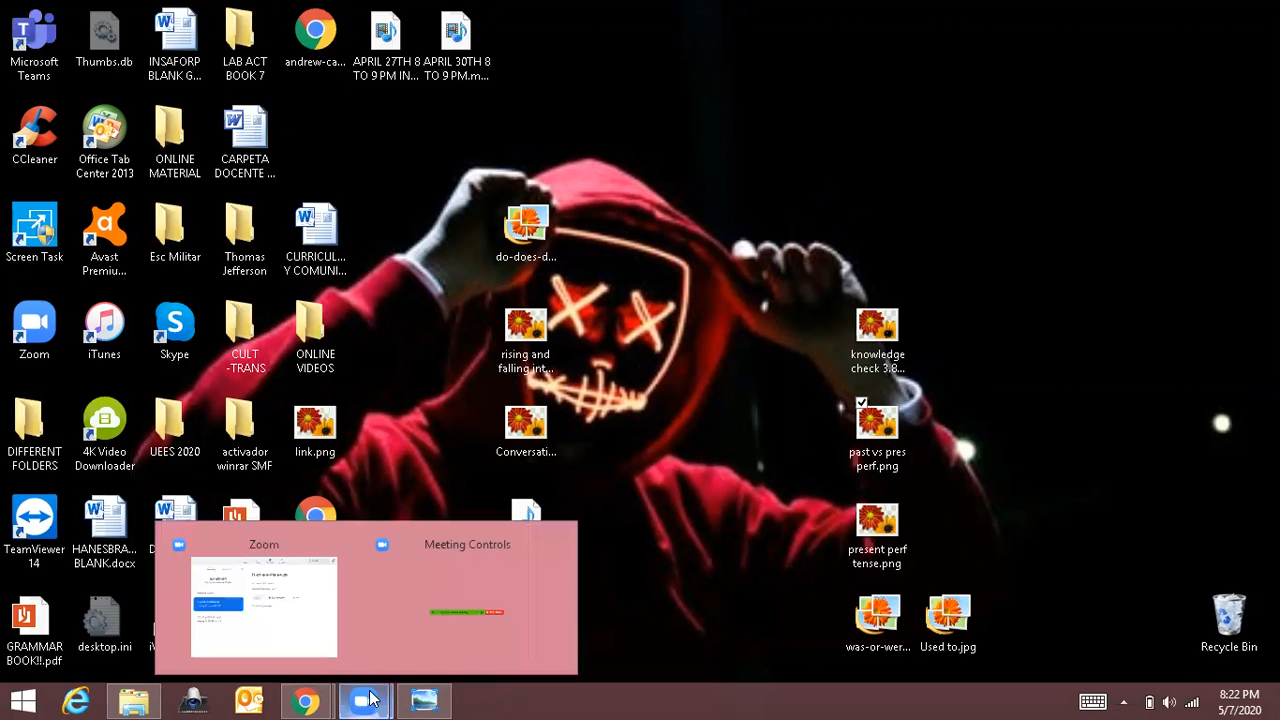 Microsoft Teams
Thumbs.db
INSAFORP BLANK G...
LAB ACT BOOK 7
andrew-ca...
APRIL 27TH 8 TO 9 PM IN...
APRIL 30TH 8 TO 9 PM.m...
CCleaner
Office Tab Center 2013
ONLINE MATERIAL
CARPETA DOCENTE ...
Screen Task
Avast Premiu...
Esc Militar
Thomas Jefferson
CURRICUL... Y COMUNI...
do-does-d...
Zoom
iTunes
Skype
CULT -TRANS
ONLINE VIDEOS
rising and falling int...
knowledge check 3.8...
DIFFERENT FOLDERS
4K Video Downloader
UEES 2020
activador winrar SMF
link.png
Conversati...
past vs pres perf.png
TeamViewer 14
HANESBRA... BLANK.docx
present perf tense.png
Zoom
Meeting Controls
GRAMMAR BOOK!!.pdf
desktop.ini
was-or-wer...
Used to.jpg
Recycle Bin
8:22 PM
5/7/2020